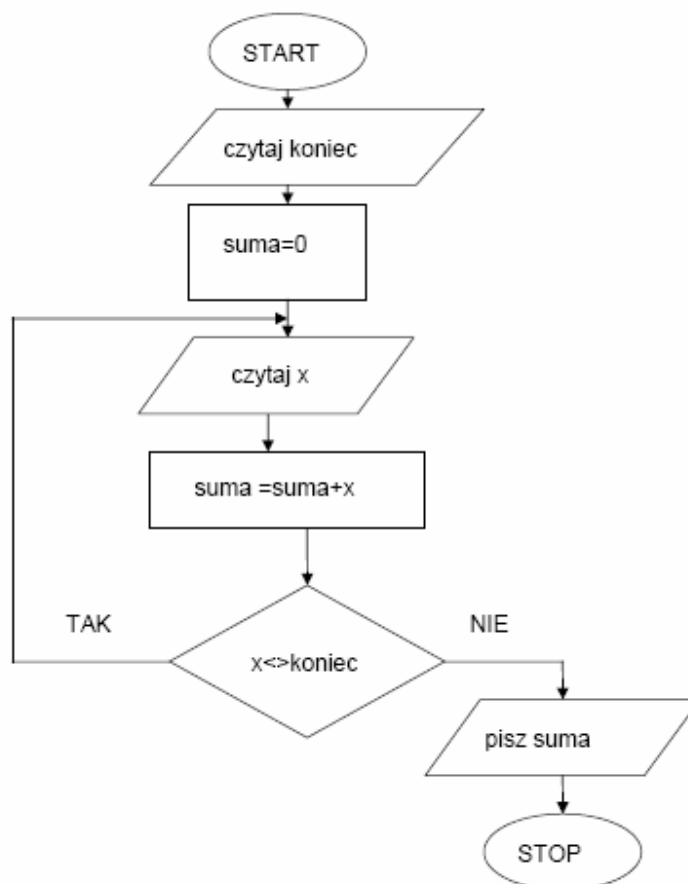 START
czytaj koniec
suma=0
czytaj x
suma =suma+x
TAK
NIE
x<>koniec
pisz suma
STOP